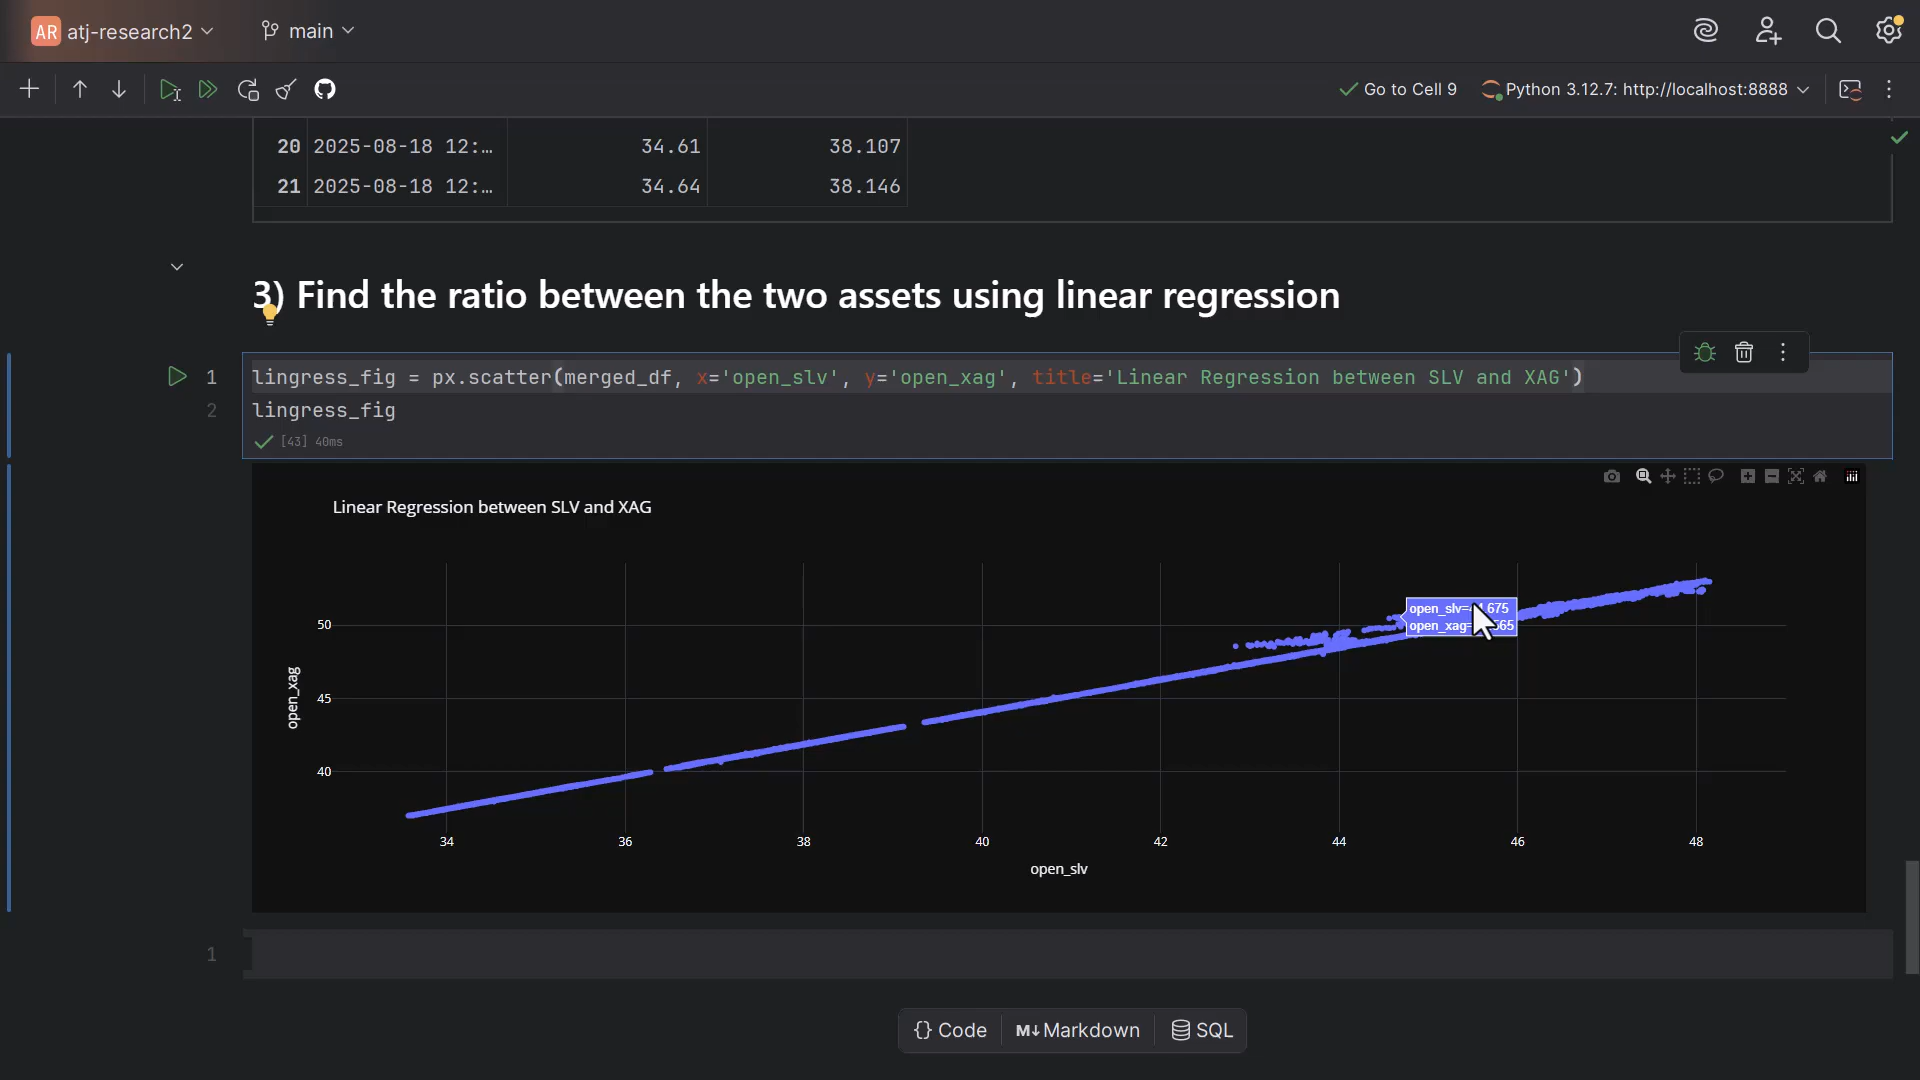 AR atj-research2 main
Go to Cell 9 Python 3.12.7: http://localhost:8888
20 2025-08-18 12:… 34.61 38.107
21 2025-08-18 12:… 34.64 38.146
3) Find the ratio between the two assets using linear regression
1 lingress_fig = px.scatter(merged_df, x='open_slv', y='open_xag', title='Linear Regression between SLV and XAG')
2 lingress_fig
[43] 40ms
Linear Regression between SLV and XAG
open_slv= 675
open_xag= 565
50
45
40
open_xag
34 36 38 40 42 44 46 48
open_slv
1
{} Code M↓ Markdown SQL